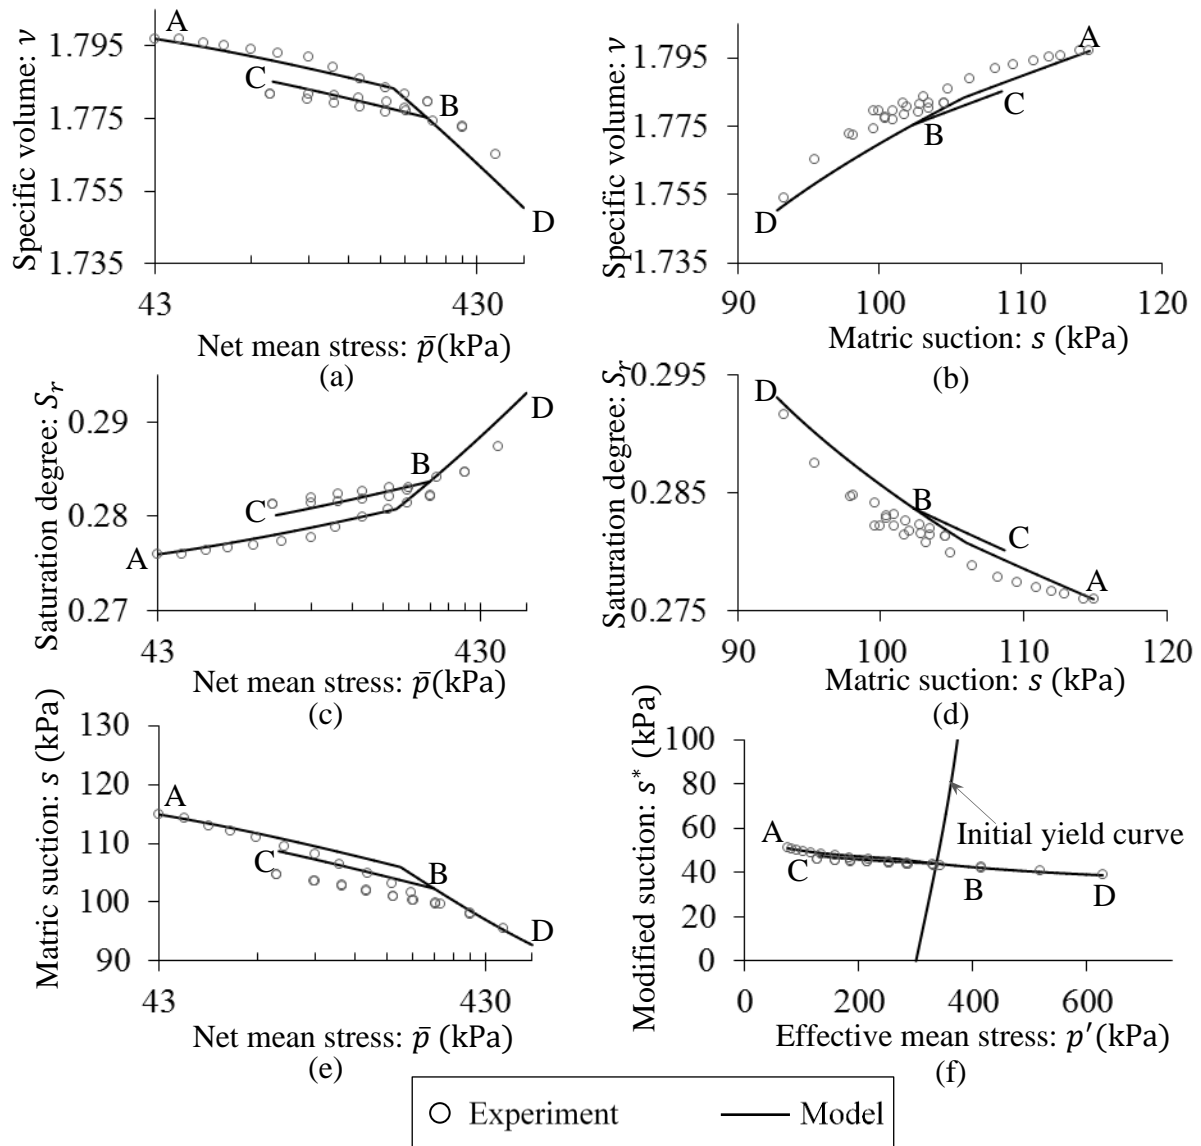 Specific volume: ν
1.795
1.775
1.755
1.735
A
C
B
D
43
430
Net mean stress: p̄(kPa)
(a)
Specific volume: ν
1.795
1.775
1.755
1.735
A
C
B
D
90
100
110
120
Matric suction: s (kPa)
(b)
Saturation degree: Sᵣ
0.29
0.28
0.27
D
B
C
A
43
430
Net mean stress: p̄(kPa)
(c)
Saturation degree: Sᵣ
0.295
0.285
0.275
D
B
C
A
90
100
110
120
Matric suction: s (kPa)
(d)
Matric suction: s (kPa)
130
120
110
100
90
A
C
B
D
43
430
Net mean stress: p̄ (kPa)
(e)
Modified suction: s* (kPa)
100
80
60
40
20
0
Initial yield curve
A
C
B
D
0
200
400
600
Effective mean stress: p′(kPa)
(f)
Experiment
Model